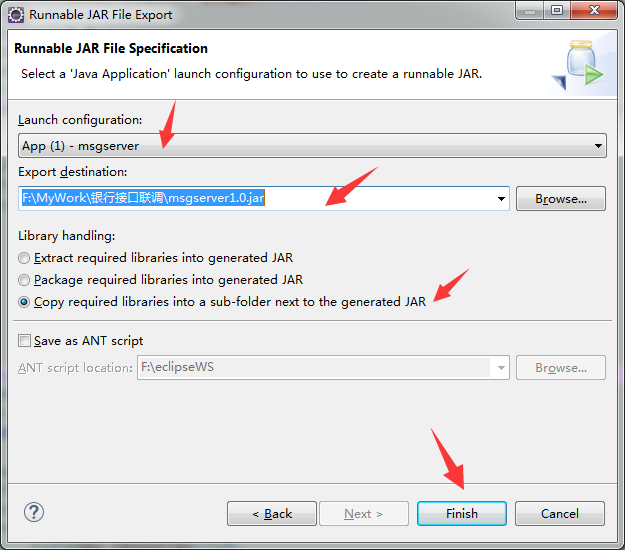 Runnable JAR File Export
Runnable JAR File Specification
Select a 'Java Application' launch configuration to use to create a runnable JAR.
Launch configuration:
App (1) - msgserver
Export destination:
F:\MyWork\银行接口联调\msgserver1.0.jar
Browse...
Library handling:
Extract required libraries into generated JAR
Package required libraries into generated JAR
Copy required libraries into a sub-folder next to the generated JAR
Save as ANT script
ANT script location: F:\eclipseWS Browse...
? < Back Next > Finish Cancel